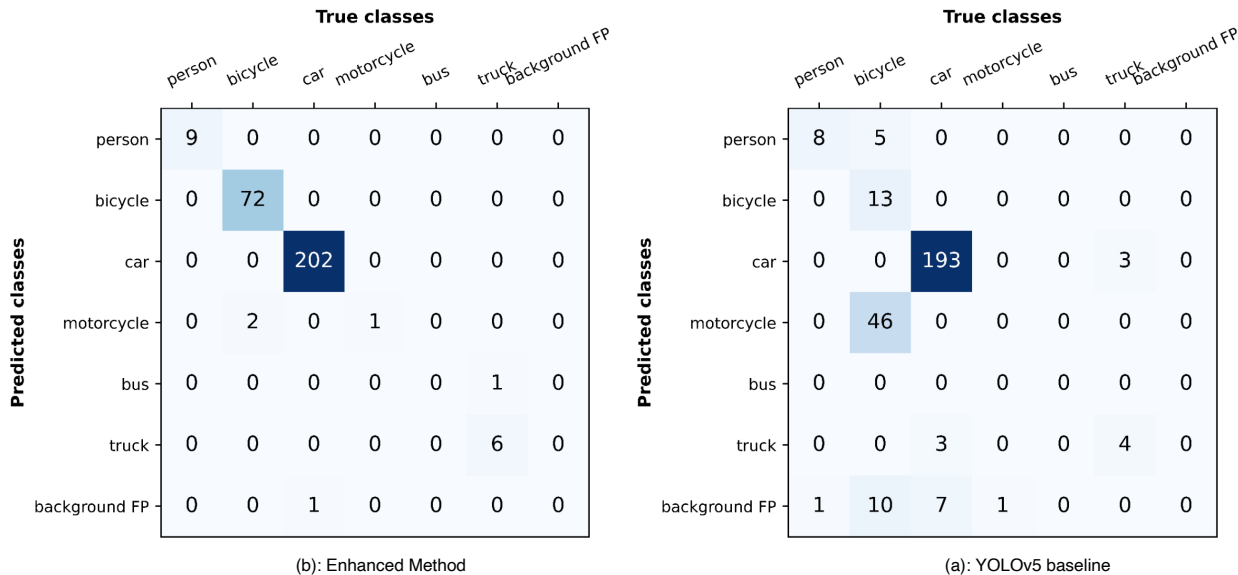 True classes
person bicycle car motorcycle bus truck background FP
Predicted classes
person 9 0 0 0 0 0 0
bicycle 0 72 0 0 0 0 0
car 0 0 202 0 0 0 0
motorcycle 0 2 0 1 0 0 0
bus 0 0 0 0 0 1 0
truck 0 0 0 0 0 6 0
background FP 0 0 1 0 0 0 0
(b): Enhanced Method
True classes
person bicycle car motorcycle bus truck background FP
Predicted classes
person 8 5 0 0 0 0 0
bicycle 0 13 0 0 0 0 0
car 0 0 193 0 0 3 0
motorcycle 0 46 0 0 0 0 0
bus 0 0 0 0 0 0 0
truck 0 0 3 0 0 4 0
background FP 1 10 7 1 0 0 0
(a): YOLOv5 baseline